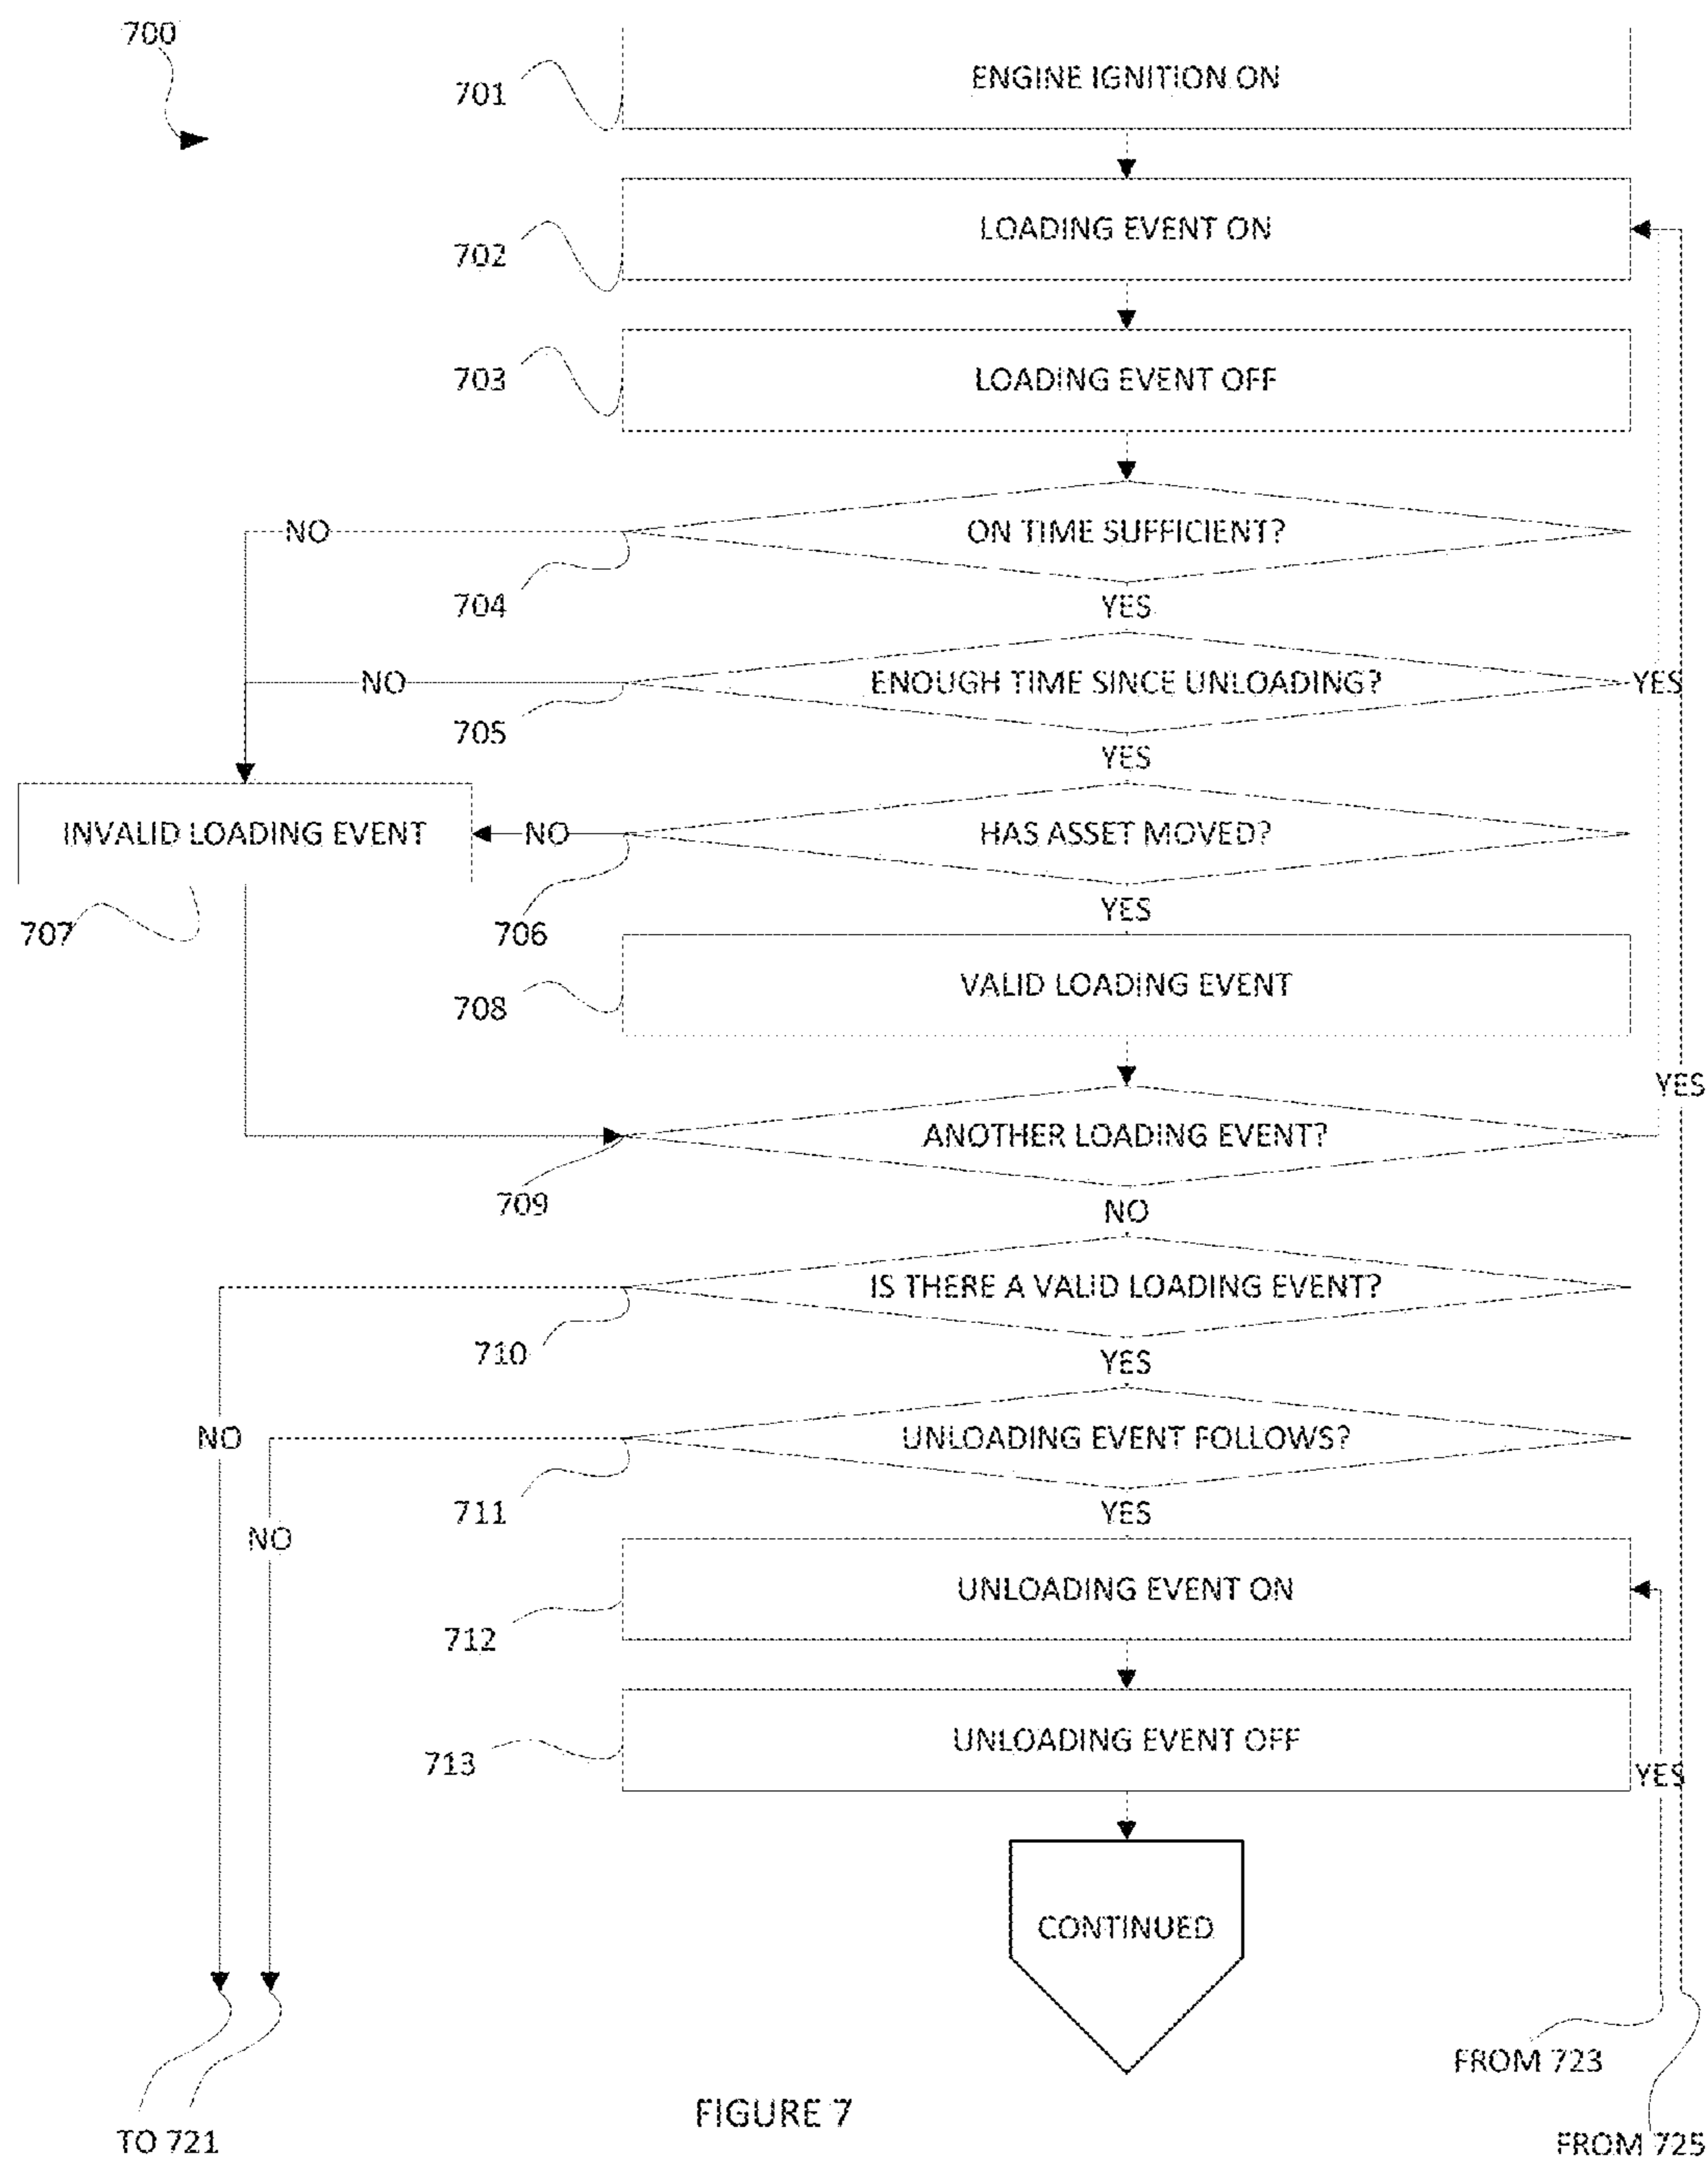 700
ENGINE IGNITION ON
701
LOADING EVENT ON
702
LOADING EVENT OFF
703
ON TIME SUFFICIENT?
NO
704
YES
ENOUGH TIME SINCE UNLOADING?
NO
YES
705
YES
HAS ASSET MOVED?
NO
INVALID LOADING EVENT
707
706
YES
VALID LOADING EVENT
708
YES
ANOTHER LOADING EVENT?
709
NO
IS THERE A VALID LOADING EVENT?
710
YES
NO
UNLOADING EVENT FOLLOWS?
711
YES
NO
UNLOADING EVENT ON
712
UNLOADING EVENT OFF
713
YES
CONTINUED
FROM 723
FIGURE 7
TO 721
FROM 725